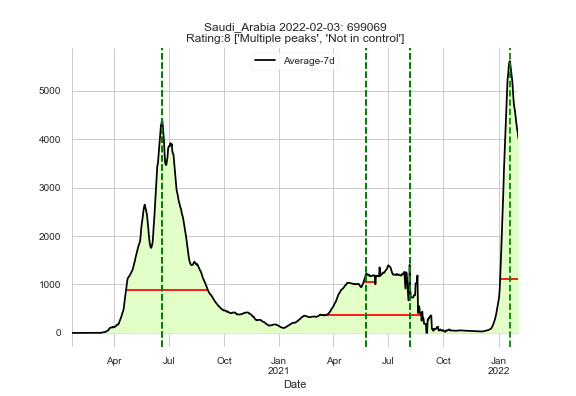 Saudi_Arabia 2022-02-03: 699069
Rating:8 ['Multiple peaks', 'Not in control']
Average-7d
5000
4000
3000
2000
1000
0
Apr Jul Oct Jan Apr Jul Oct Jan
2021 2022
Date